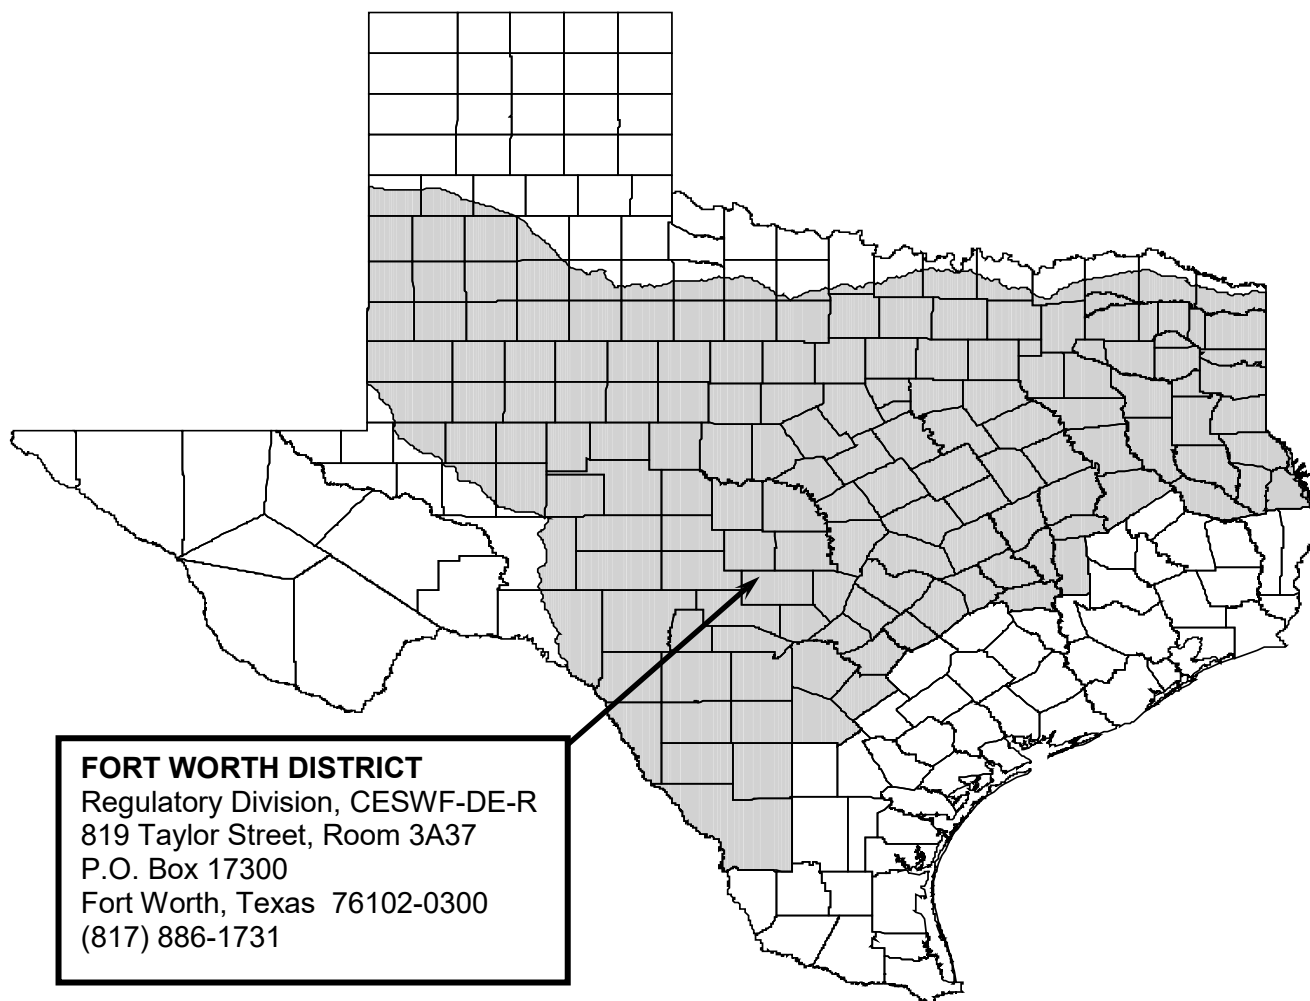 FORT WORTH DISTRICT
Regulatory Division, CESWF-DE-R
819 Taylor Street, Room 3A37
P.O. Box 17300
Fort Worth, Texas  76102-0300
(817) 886-1731